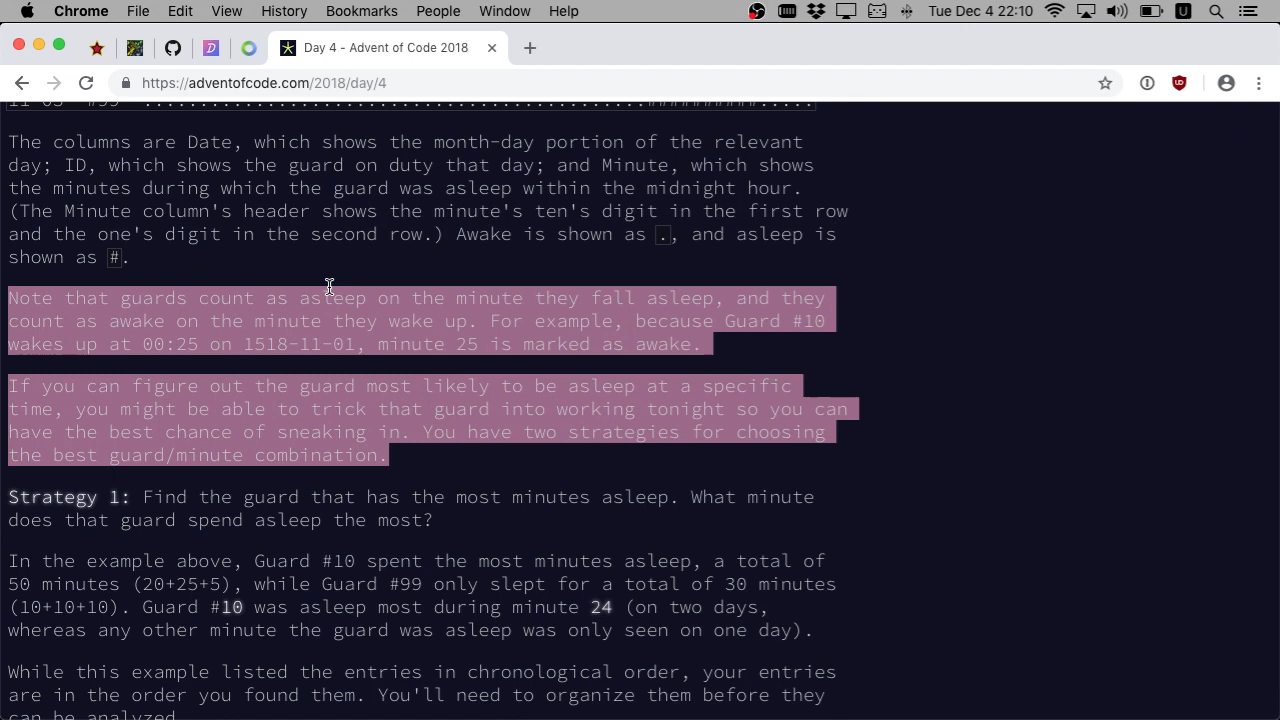 Chrome File Edit View History Bookmarks People Window Help Tue Dec 4 22:10
Day 4 - Advent of Code 2018
https://adventofcode.com/2018/day/4
The columns are Date, which shows the month-day portion of the relevant
day; ID, which shows the guard on duty that day; and Minute, which shows
the minutes during which the guard was asleep within the midnight hour.
(The Minute column's header shows the minute's ten's digit in the first row
and the one's digit in the second row.) Awake is shown as ., and asleep is
shown as #.
Note that guards count as asleep on the minute they fall asleep, and they
count as awake on the minute they wake up. For example, because Guard #10
wakes up at 00:25 on 1518-11-01, minute 25 is marked as awake.
If you can figure out the guard most likely to be asleep at a specific
time, you might be able to trick that guard into working tonight so you can
have the best chance of sneaking in. You have two strategies for choosing
the best guard/minute combination.
Strategy 1: Find the guard that has the most minutes asleep. What minute
does that guard spend asleep the most?
In the example above, Guard #10 spent the most minutes asleep, a total of
50 minutes (20+25+5), while Guard #99 only slept for a total of 30 minutes
(10+10+10). Guard #10 was asleep most during minute 24 (on two days,
whereas any other minute the guard was asleep was only seen on one day).
While this example listed the entries in chronological order, your entries
are in the order you found them. You'll need to organize them before they
can be analyzed